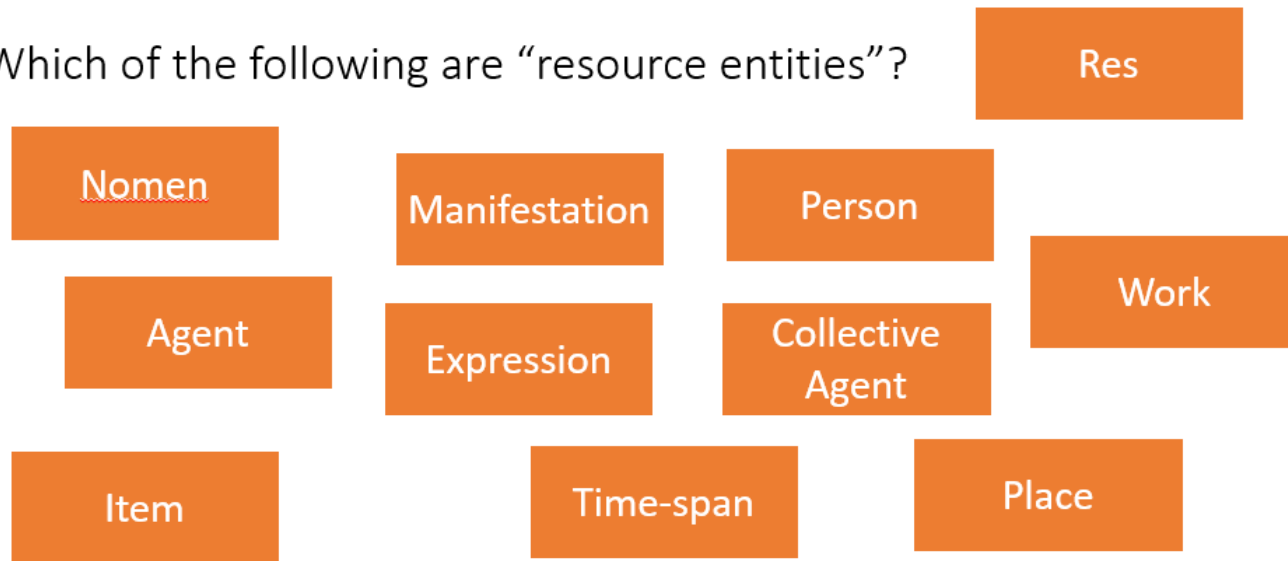 Which of the following are “resource entities”?
Res
Nomen
Manifestation
Person
Work
Agent
Expression
Collective
Agent
Item
Time-span
Place